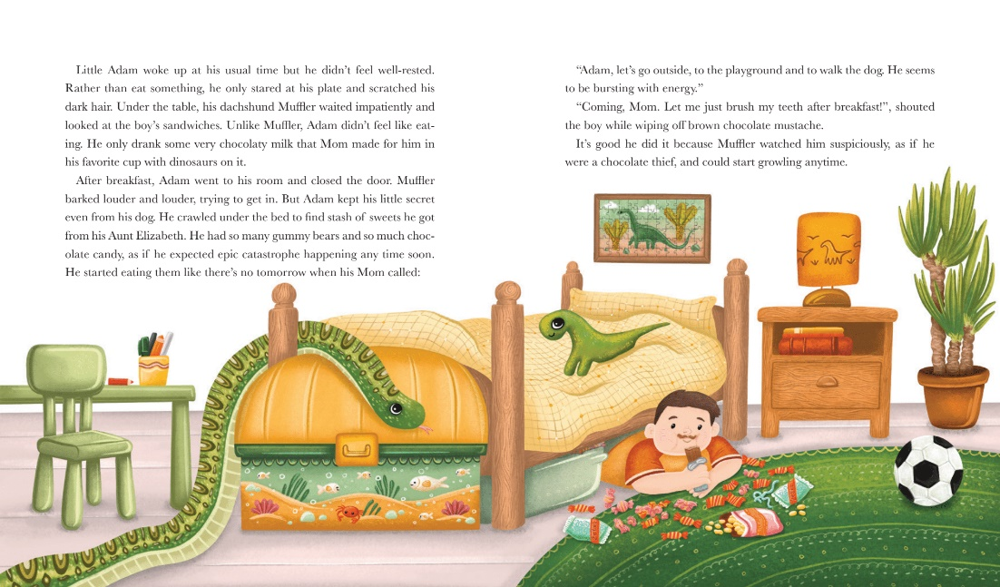 Little Adam woke up at his usual time but he didn’t feel well-rested.
Rather than eat something, he only stared at his plate and scratched his
dark hair. Under the table, his dachshund Muffler waited impatiently and
looked at the boy’s sandwiches. Unlike Muffler, Adam didn’t feel like eat-
ing. He only drank some very chocolaty milk that Mom made for him in
his favorite cup with dinosaurs on it.
After breakfast, Adam went to his room and closed the door. Muffler
barked louder and louder, trying to get in. But Adam kept his little secret
even from his dog. He crawled under the bed to find stash of sweets he got
from his Aunt Elizabeth. He had so many gummy bears and so much choc-
olate candy, as if he expected epic catastrophe happening any time soon.
He started eating them like there’s no tomorrow when his Mom called:
“Adam, let’s go outside, to the playground and to walk the dog. He seems
to be bursting with energy.”
“Coming, Mom. Let me just brush my teeth after breakfast!”, shouted
the boy while wiping off brown chocolate mustache.
It’s good he did it because Muffler watched him suspiciously, as if he
were a chocolate thief, and could start growling anytime.